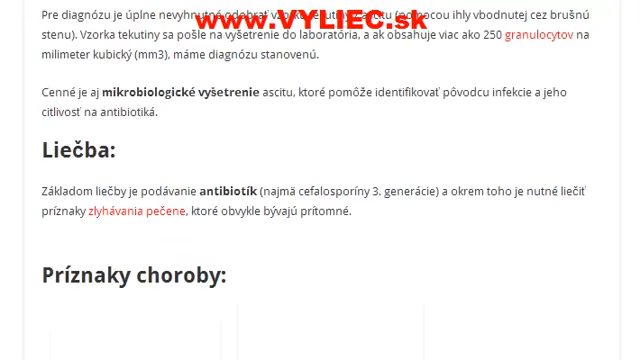 Pre diagnózu je úplne nevyhnutné odobrať tekutiny ascitu (pomocou ihly vbodnutej cez brušnú
www.VYLIEC.sk
stenu). Vzorka tekutiny sa pošle na vyšetrenie do laboratória, a ak obsahuje viac ako 250 granulocytov na
milimeter kubický (mm3), máme diagnózu stanovenú.
Cenné je aj mikrobiologické vyšetrenie ascitu, ktoré pomôže identifikovať pôvodcu infekcie a jeho
citlivosť na antibiotiká.
Liečba:
Základom liečby je podávanie antibiotík (najmä cefalosporíny 3. generácie) a okrem toho je nutné liečiť
príznaky zlyhávania pečene, ktoré obvykle bývajú prítomné.
Príznaky choroby: